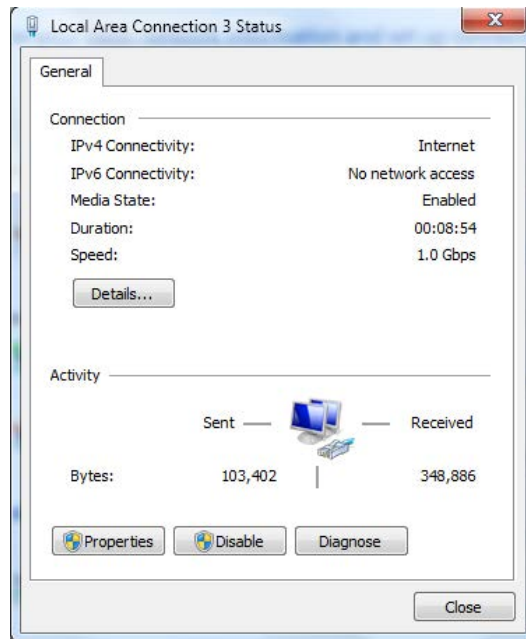 Local Area Connection 3 Status
General
Connection
IPv4 Connectivity: Internet
IPv6 Connectivity: No network access
Media State: Enabled
Duration: 00:08:54
Speed: 1.0 Gbps
Details...
Activity
Sent Received
Bytes: 103,402 348,886
Properties Disable Diagnose
Close